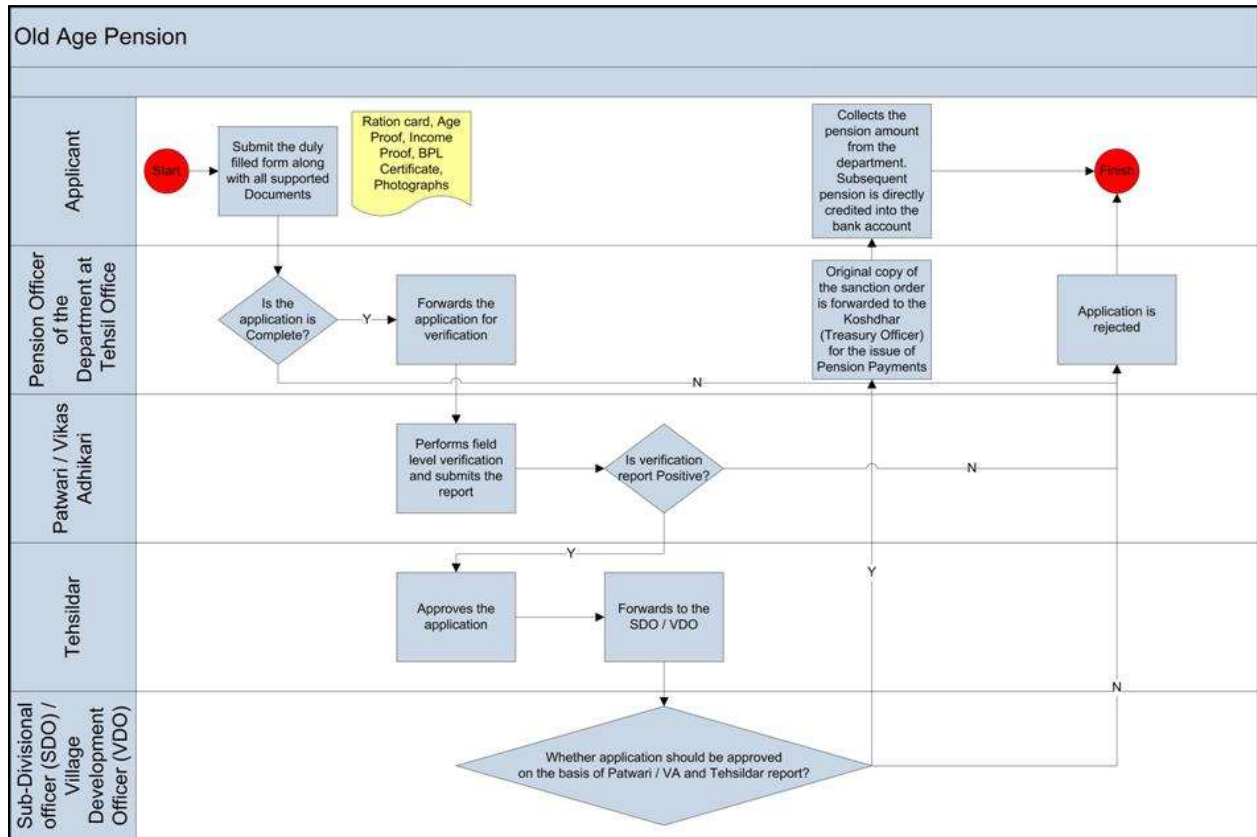 Old Age Pension
Applicant
Start
Submit the duly
filled form along
with all supported
Documents
Ration card, Age
Proof, Income
Proof, BPL
Certificate,
Photographs
Collects the
pension amount
from the
department.
Subsequent
pension is directly
credited into the
bank account
Finish
Pension Officer
of the
Department at
Tehsil Office
Is the
application is
Complete?
Y
Forwards the
application for
verification
N
Original copy of
the sanction order
is forwarded to the
Koshdhar
(Treasury Officer)
for the issue of
Pension Payments
Application is
rejected
Patwari / Vikas
Adhikari
Performs field
level verification
and submits the
report
Is verification
report Positive?
N
Y
Tehsildar
Approves the
application
Forwards to the
SDO / VDO
Y
N
Sub-Divisional
officer (SDO) /
Village
Development
Officer (VDO)
Whether application should be approved
on the basis of Patwari / VA and Tehsildar report?